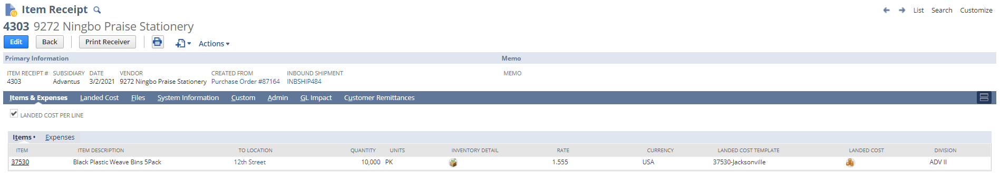 Item Receipt
List Search Customize
4303 9272 Ningbo Praise Stationery
Edit Back Print Receiver Actions
Primary Information Memo
ITEM RECEIPT # SUBSIDIARY DATE VENDOR CREATED FROM INBOUND SHIPMENT MEMO
4303 Advantus 3/2/2021 9272 Ningbo Praise Stationery Purchase Order #87164 INBSHIP484
Items & Expenses Landed Cost Files System Information Custom Admin GL Impact Customer Remittances
LANDED COST PER LINE
Items • Expenses
ITEM ITEM DESCRIPTION TO LOCATION QUANTITY UNITS INVENTORY DETAIL RATE CURRENCY LANDED COST TEMPLATE LANDED COST DIVISION
37530 Black Plastic Weave Bins 5Pack 12th Street 10,000 PK 1.555 USA 37530-Jacksonville ADV II